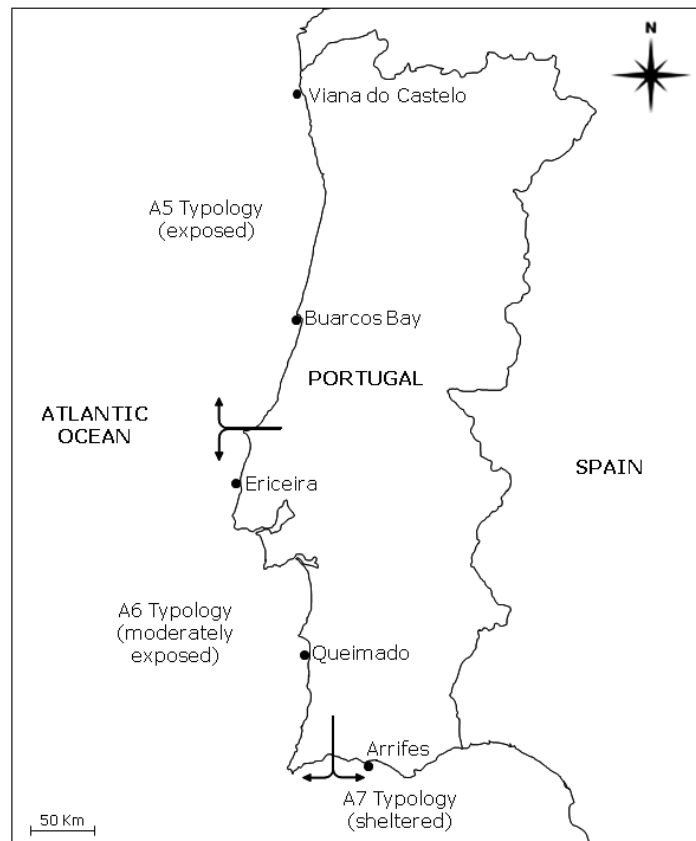 N
Viana do Castelo
A5 Typology
(exposed)
Buarcos Bay
PORTUGAL
ATLANTIC
OCEAN
SPAIN
Ericeira
A6 Typology
(moderately
exposed)
Queimado
Arrifes
A7 Typology
(sheltered)
50 Km